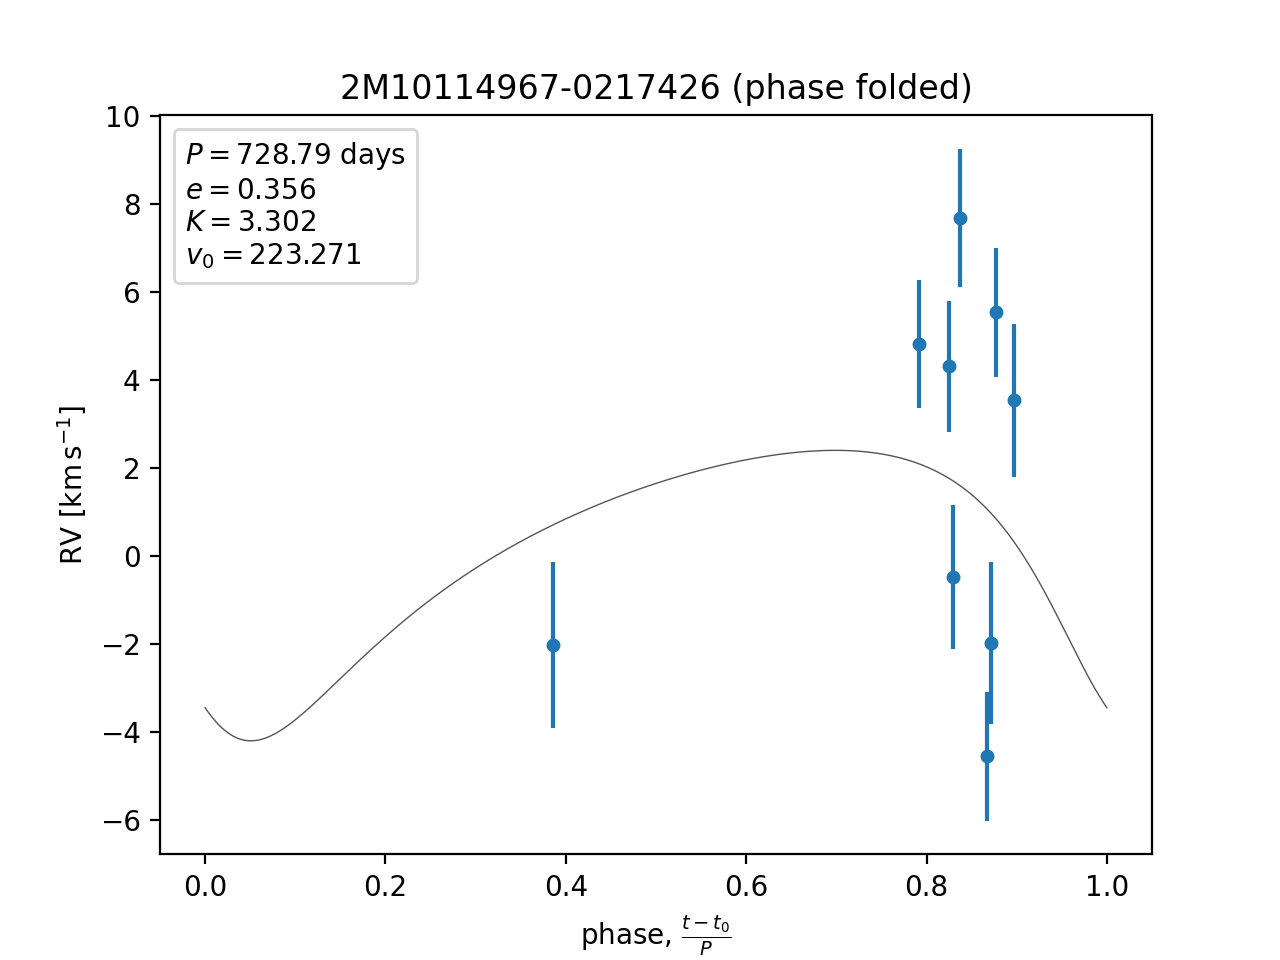 2M10114967-0217426 (phase folded)
P = 728.79 days
e = 0.356
K = 3.302
v₀ = 223.271
10
8
6
4
2
0
−2
−4
−6
RV [km s⁻¹]
0.0 0.2 0.4 0.6 0.8 1.0
phase, (t − t₀)/P